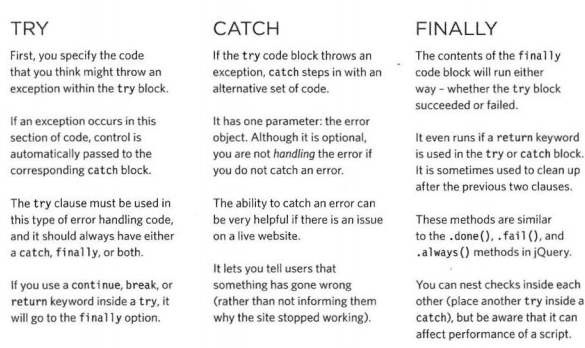 TRY
First, you specify the code
that you think might throw an
exception within the try block.
If an exception occurs in this
section of code, control is
automatically passed to the
corresponding catch block.
The try clause must be used in
this type of error handling code,
and it should always have either
a catch, finally, or both.
If you use a continue, break, or
return keyword inside a try, it
will go to the finally option.
CATCH
If the try code block throws an
exception, catch steps in with an
alternative set of code.
It has one parameter: the error
object. Although it is optional,
you are not handling the error if
you do not catch an error.
The ability to catch an error can
be very helpful if there is an issue
on a live website.
It lets you tell users that
something has gone wrong
(rather than not informing them
why the site stopped working).
FINALLY
The contents of the finally
code block will run either
way – whether the try block
succeeded or failed.
It even runs if a return keyword
is used in the try or catch block.
It is sometimes used to clean up
after the previous two clauses.
These methods are similar
to the .done(), .fail(), and
.always() methods in jQuery.
You can nest checks inside each
other (place another try inside a
catch), but be aware that it can
affect performance of a script.